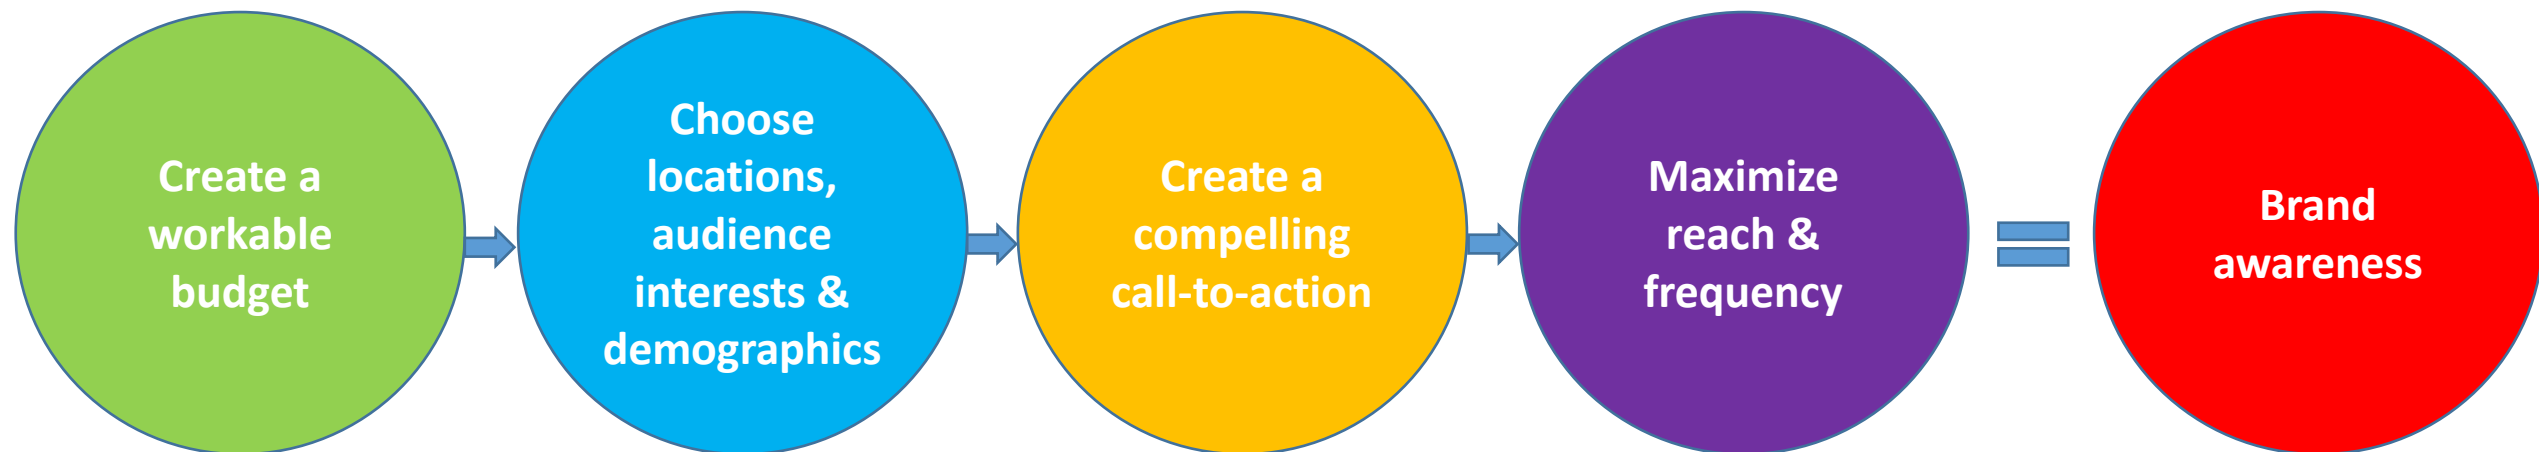 Create a
workable
budget
Choose
locations,
audience
interests &
demographics
Create a
compelling
call-to-action
Maximize
reach &
frequency
Brand
awareness